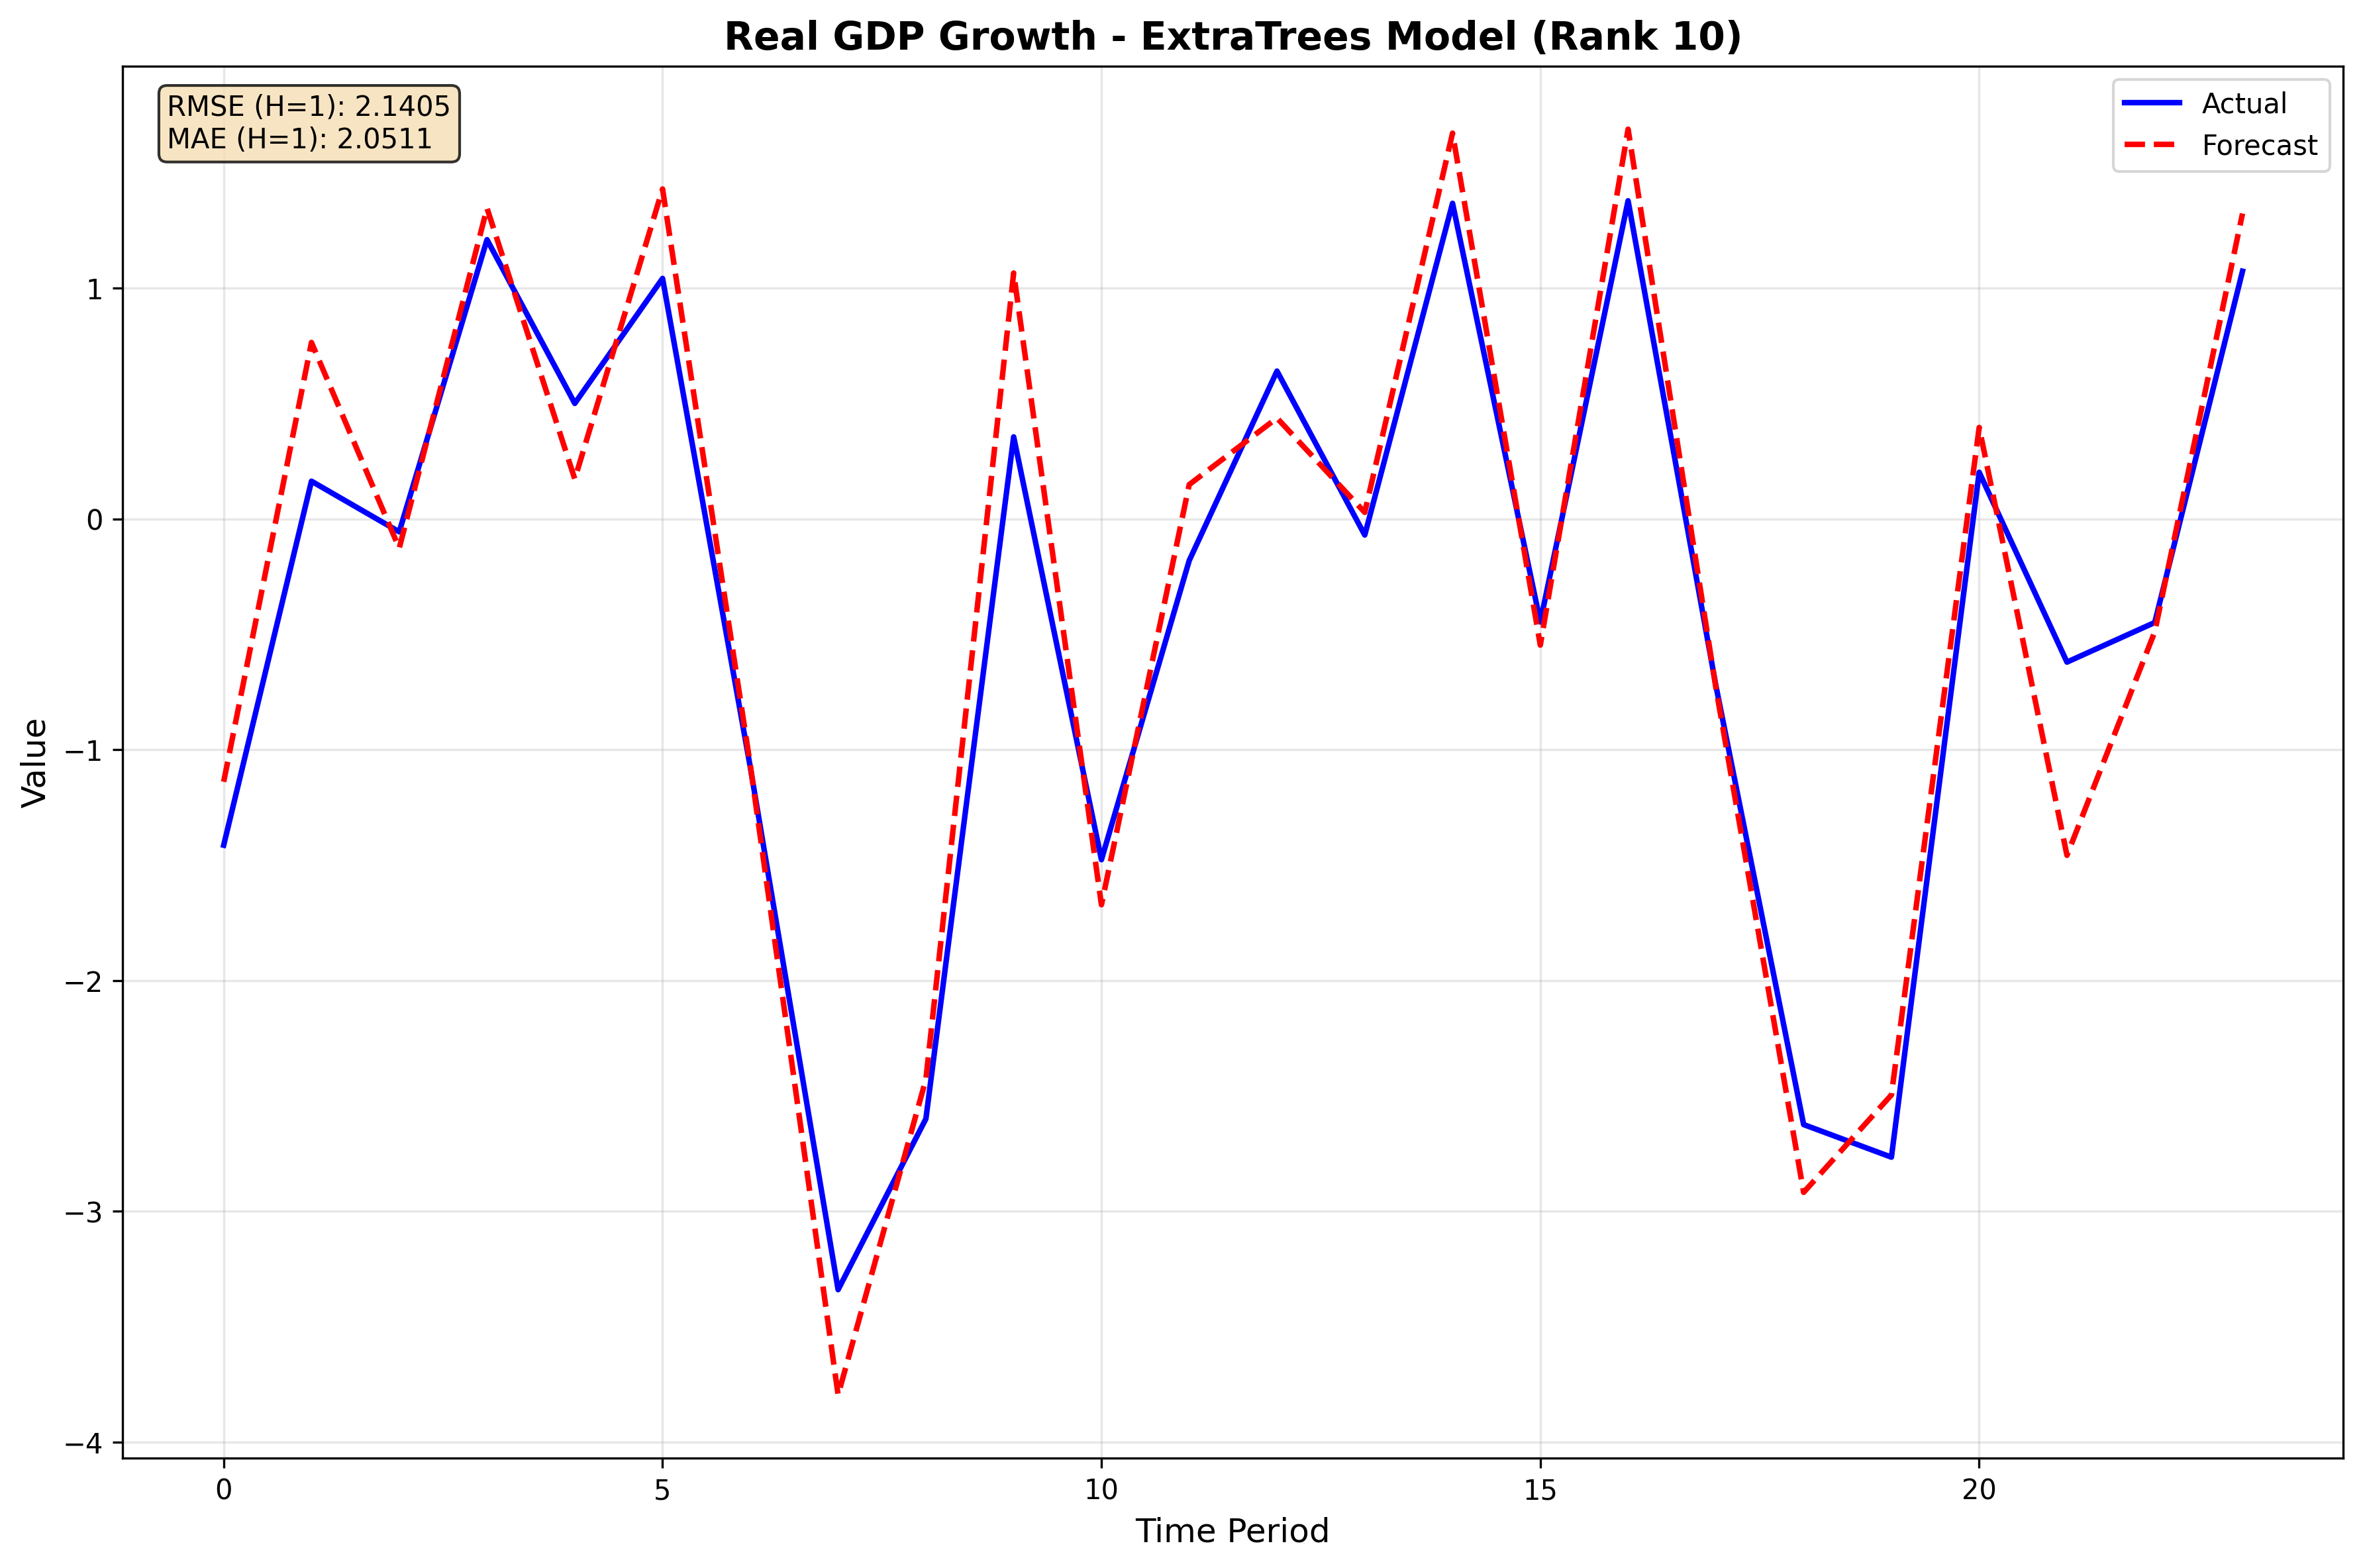 Real GDP Growth - ExtraTrees Model (Rank 10)
RMSE (H=1): 2.1405
MAE (H=1): 2.0511
Actual
Forecast
Value
1
0
−1
−2
−3
−4
0
5
10
15
20
Time Period